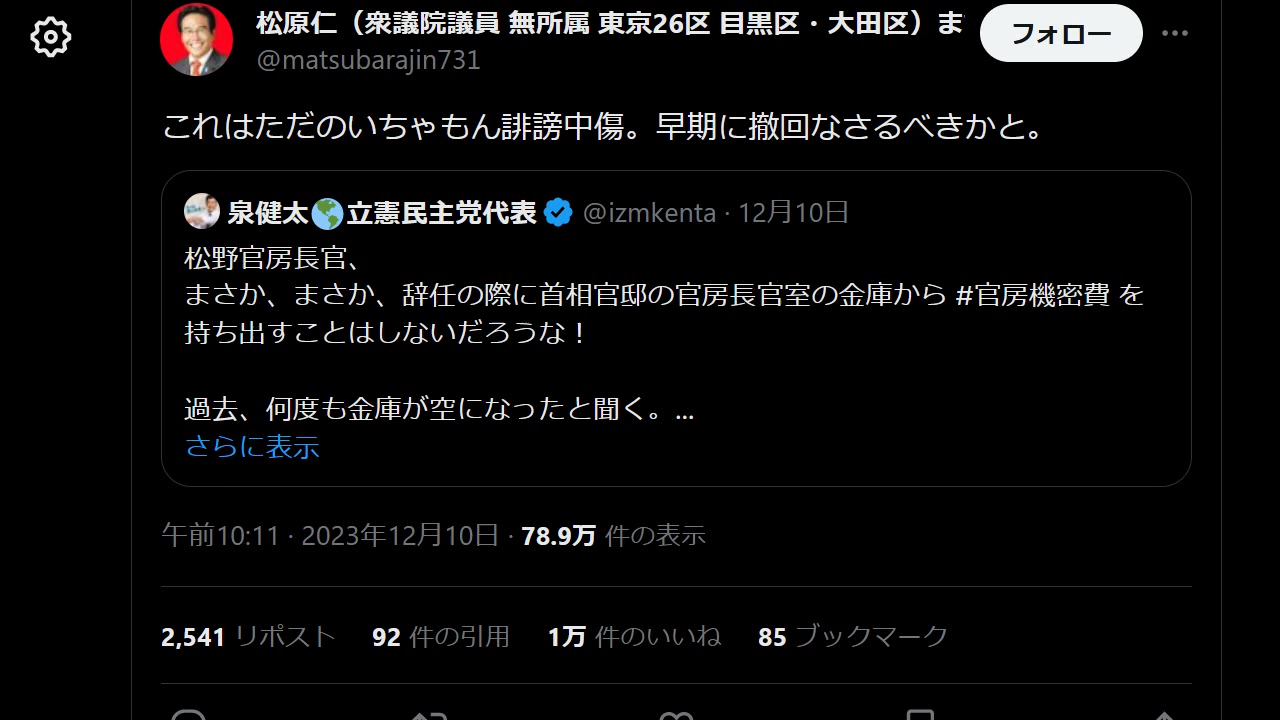 松原仁（衆議院議員 無所属 東京26区 目黒区・大田区）ま
フォロー
@matsubarajin731
これはただのいちゃもん誹謗中傷。早期に撤回なさるべきかと。
泉健太🌎立憲民主党代表 @izmkenta · 12月10日
松野官房長官、
まさか、まさか、辞任の際に首相官邸の官房長官室の金庫から #官房機密費 を
持ち出すことはしないだろうな！
過去、何度も金庫が空になったと聞く。...
さらに表示
午前10:11 · 2023年12月10日 · 78.9万 件の表示
2,541 リポスト 92 件の引用 1万 件のいいね 85 ブックマーク